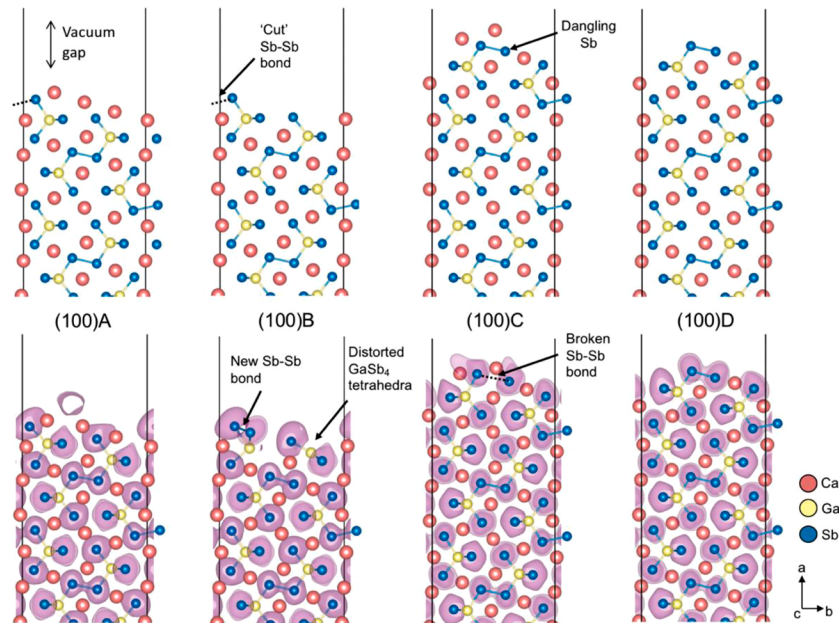 Vacuum
gap
'Cut'
Sb-Sb
bond
Dangling
Sb
(100)A
(100)B
(100)C
(100)D
New Sb-Sb
bond
Distorted
GaSb4
tetrahedra
Broken
Sb-Sb
bond
Ca
Ga
Sb
a
c
b